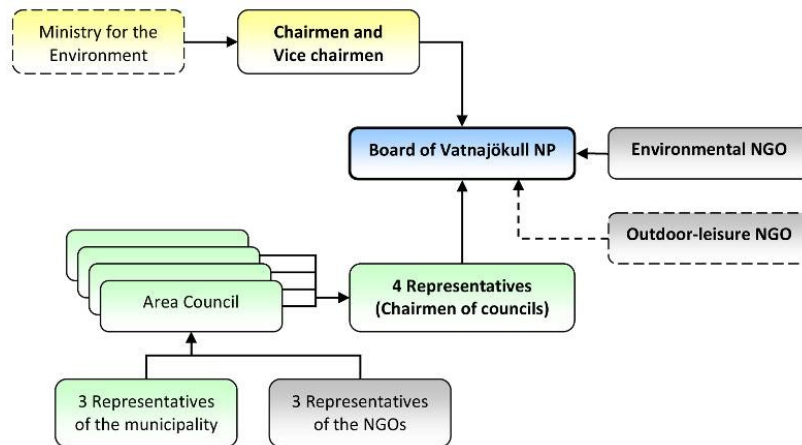 Ministry for the
Environment
Chairmen and
Vice chairmen
Board of Vatnajökull NP
Environmental NGO
Outdoor-leisure NGO
4 Representatives
(Chairmen of councils)
Area Council
3 Representatives
of the municipality
3 Representatives
of the NGOs